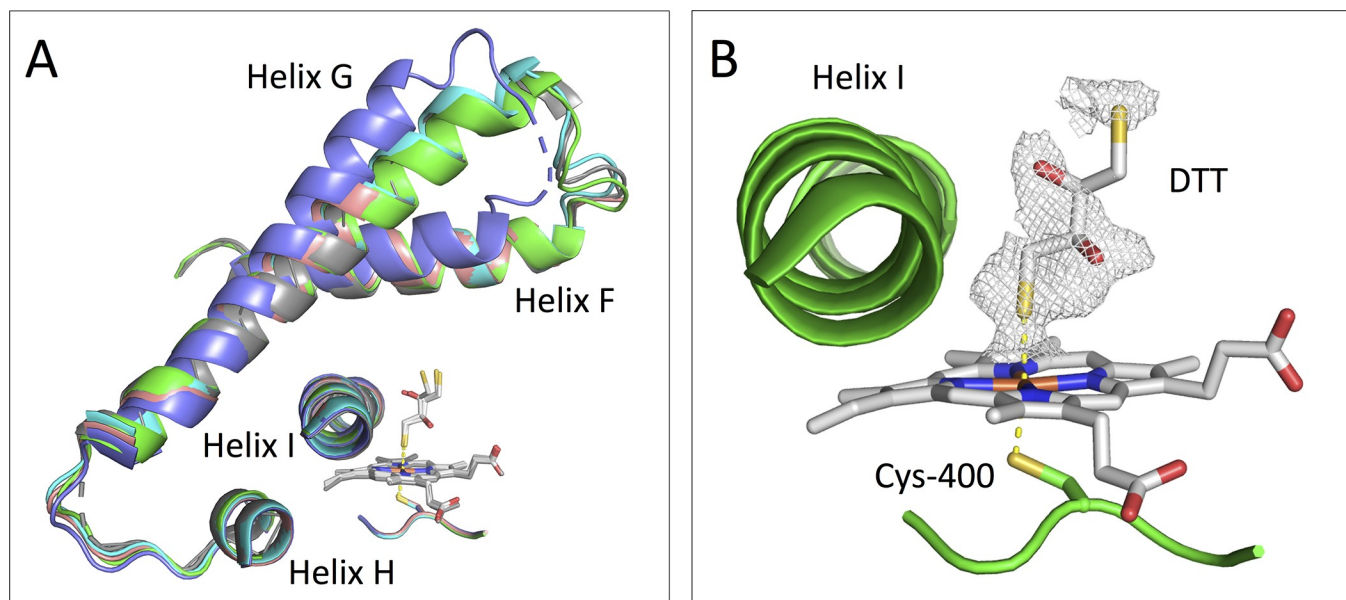 A
Helix G
Helix F
Helix I
Helix H
B
Helix I
DTT
Cys-400